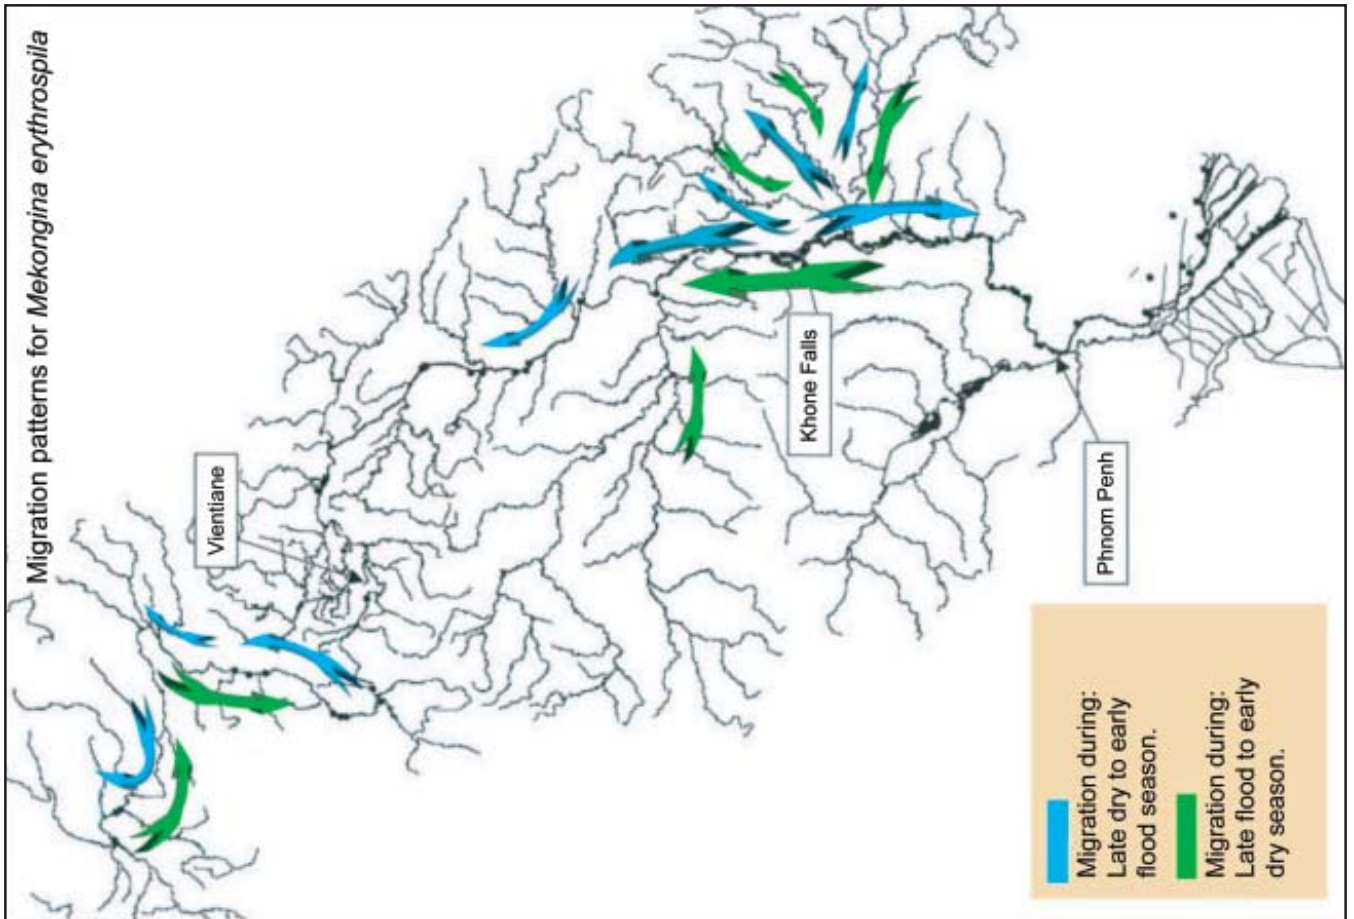 Migration patterns for Mekongina erythrospila
Vientiane
Khone Falls
Phnom Penh
Migration during:
Late dry to early
flood season.
Migration during:
Late flood to early
dry season.